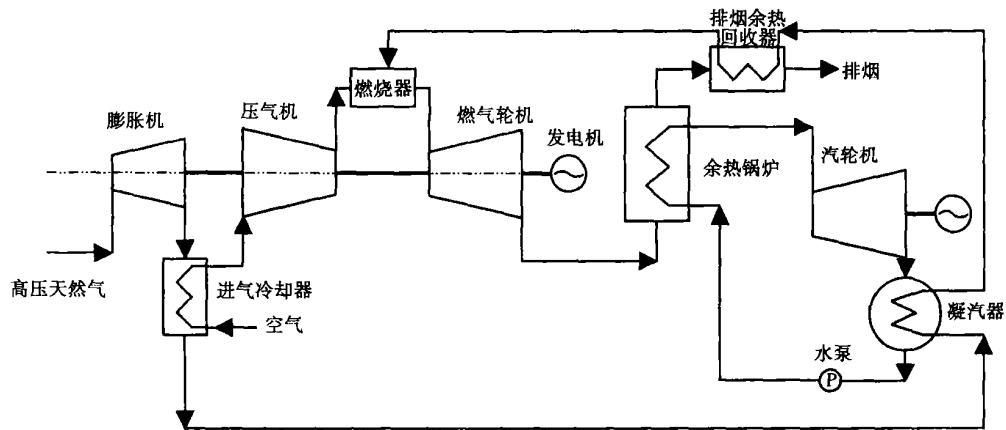 排烟余热
回收器
排烟
燃烧器
压气机
膨胀机
燃气轮机
发电机
汽轮机
余热锅炉
高压天然气
进气冷却器
空气
凝汽器
水泵
P